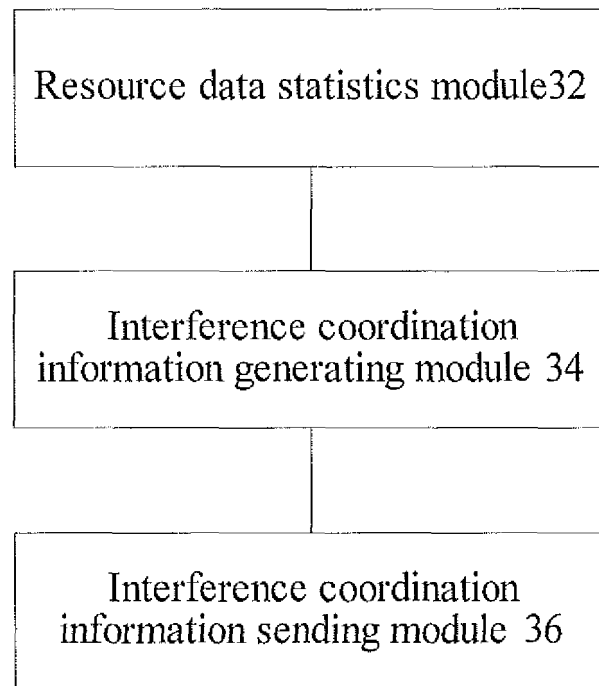 Resource data statistics module32
Interference coordination
information generating module 34
Interference coordination
information sending module 36